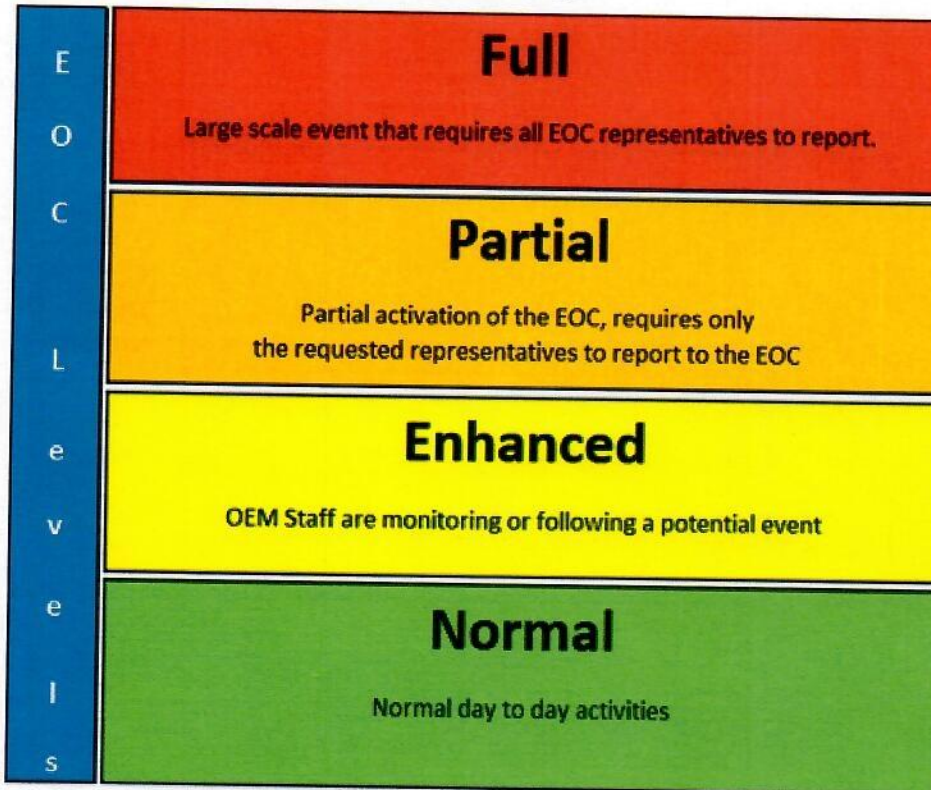 EOC Levels
Full
Large scale event that requires all EOC representatives to report.
Partial
Partial activation of the EOC, requires only
the requested representatives to report to the EOC
Enhanced
OEM Staff are monitoring or following a potential event
Normal
Normal day to day activities